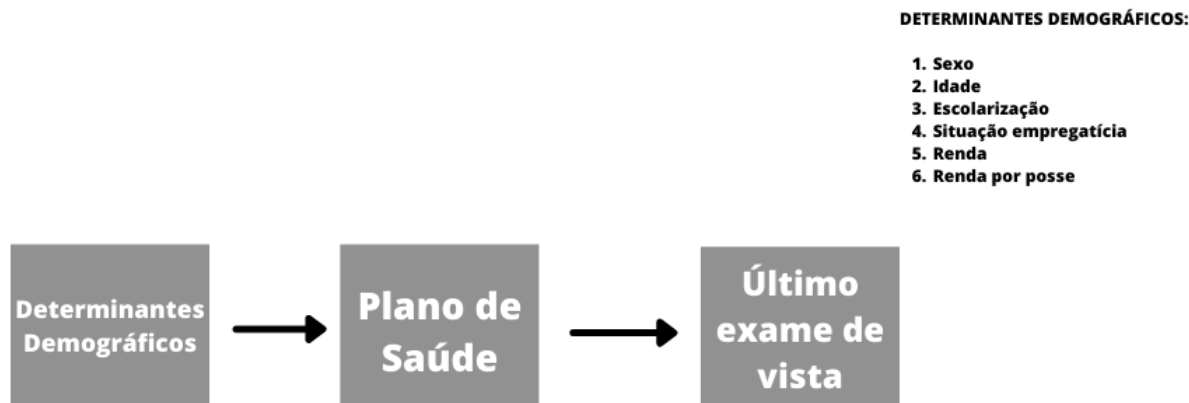 DETERMINANTES DEMOGRÁFICOS:
1. Sexo
2. Idade
3. Escolarização
4. Situação empregatícia
5. Renda
6. Renda por posse
Determinantes
Demográficos
Plano de
Saúde
Último
exame de
vista